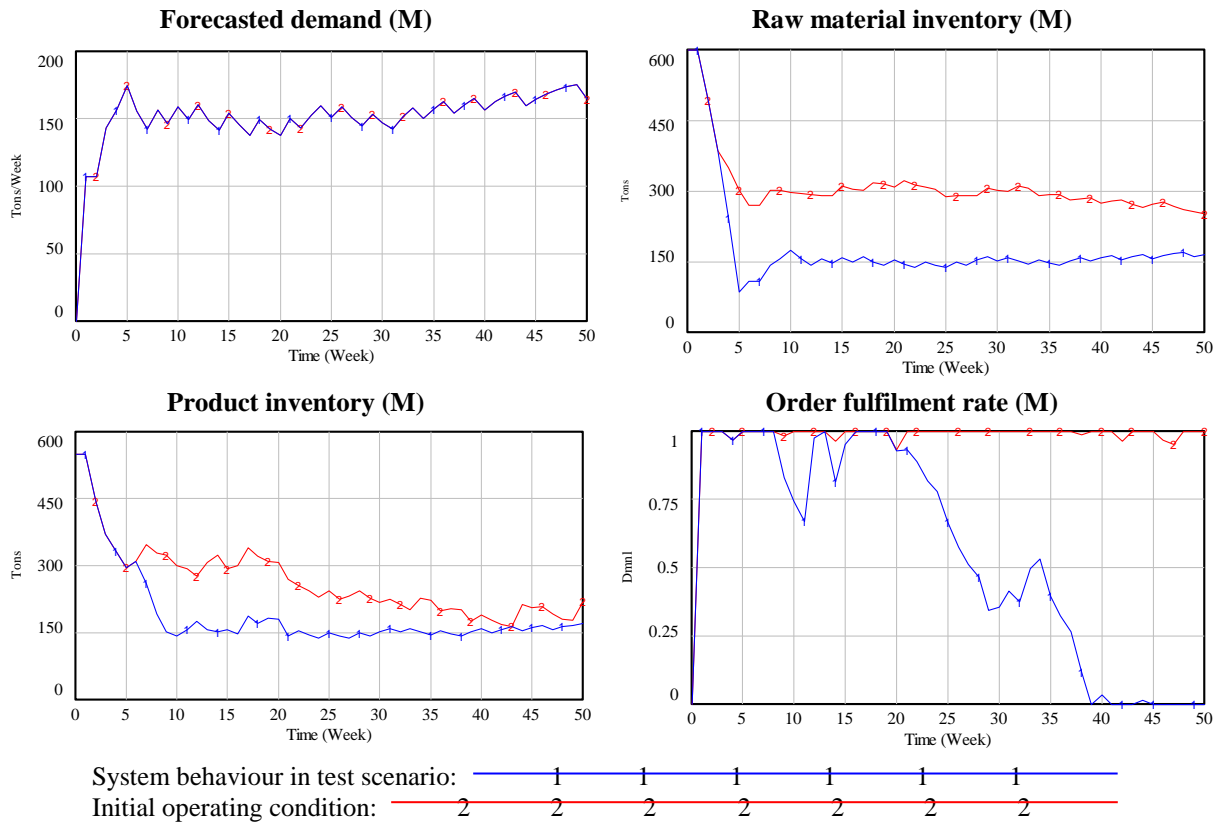 Forecasted demand (M)
200
150
100
50
0
Tons/Week
0 5 10 15 20 25 30 35 40 45 50
Time (Week)
Raw material inventory (M)
600
450
300
150
0
Tons
0 5 10 15 20 25 30 35 40 45 50
Time (Week)
Product inventory (M)
600
450
300
150
0
Tons
0 5 10 15 20 25 30 35 40 45 50
Time (Week)
Order fulfilment rate (M)
1
0.75
0.5
0.25
0
Dmnl
0 5 10 15 20 25 30 35 40 45 50
Time (Week)
System behaviour in test scenario: 1 1 1 1 1 1
Initial operating condition: 2 2 2 2 2 2 2